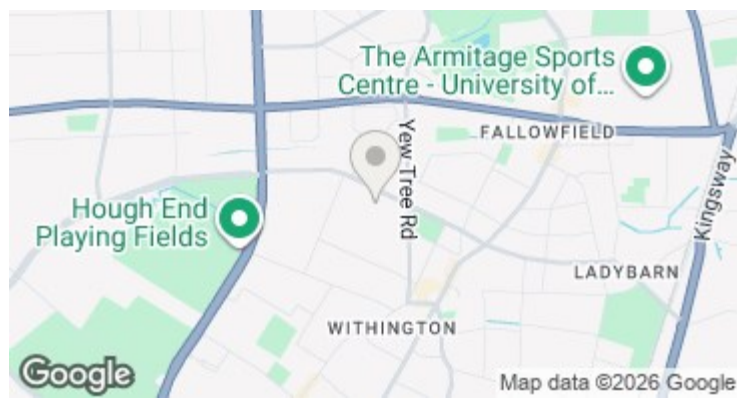 The Armitage Sports
Centre - University of...
FALLOWFIELD
Yew Tree Rd
Kingsway
Hough End
Playing Fields
LADYBARN
WITHINGTON
Google
Map data ©2026 Google